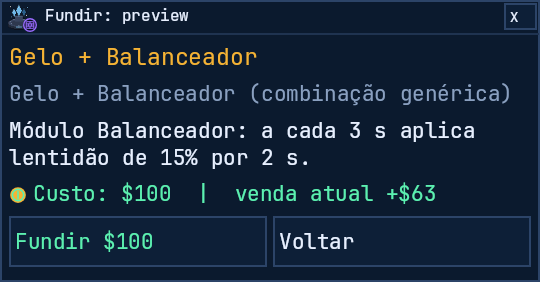 Fundir: preview
X
Gelo + Balanceador
Gelo + Balanceador (combinação genérica)
Módulo Balanceador: a cada 3 s aplica
lentidão de 15% por 2 s.
Custo: $100 | venda atual +$63
Fundir $100
Voltar